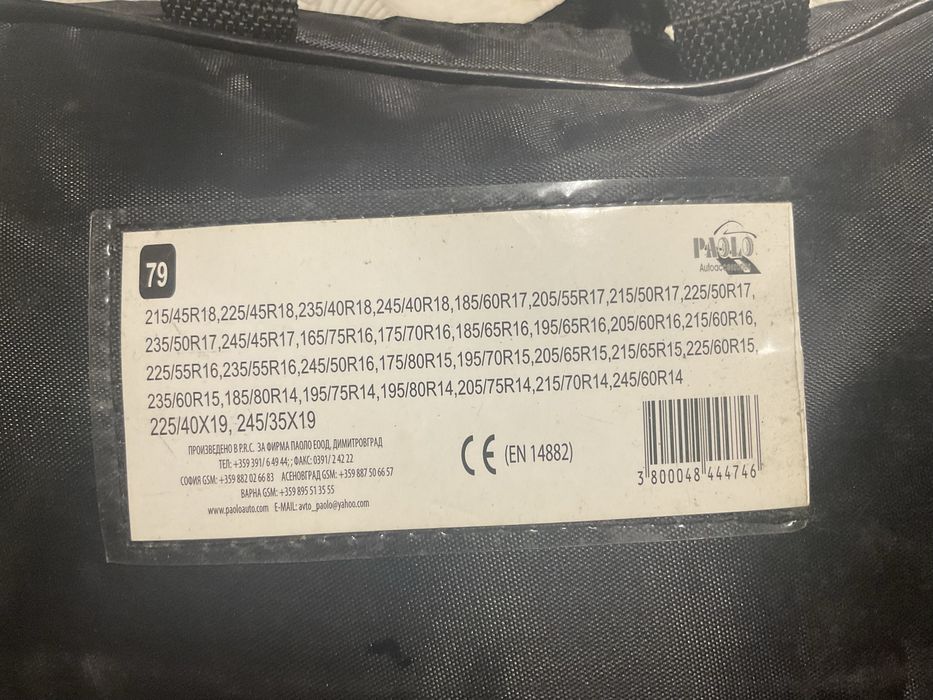 79
PAOLO
215/45R18,225/45R18,235/40R18,245/40R18,185/60R17,205/55R17,215/50R17,225/50R17,
235/50R17,245/45R17,165/75R16,175/70R16,185/65R16,195/65R16,205/60R16,215/60R16,
225/55R16,235/55R16,245/50R16,175/80R15,195/70R15,205/65R15,215/65R15,225/60R15,
235/60R15,185/80R14,195/75R14,195/80R14,205/75R14,215/70R14,245/60R14
225/40X19, 245/35X19
ПРОИЗВЕДЕНО В P.R.C. ЗА ФИРМА ПАОЛО ЕООД, ДИМИТРОВГРАД
ТЕЛ: +359 391/ 6 49 44; ; ФАКС: 0391/ 2 42 22
СОФИЯ GSM: +359 882 02 66 83 АСЕНОВГРАД GSM: +359 887 50 66 57
ВАРНА GSM: +359 895 51 35 55
www.paoloauto.com E-MAIL: avto_paolo@yahoo.com
CE (EN 14882)
3 800048 444746